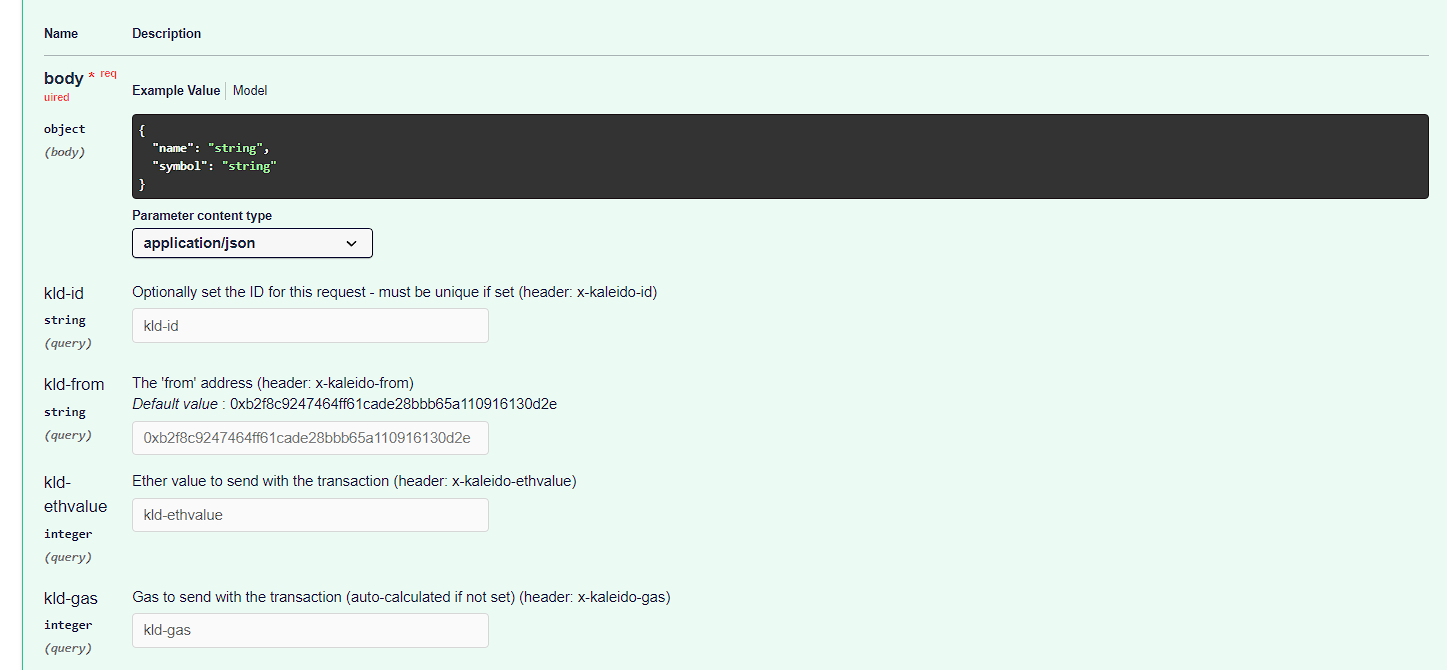 Name Description
body * req
uired
Example Value Model
object
(body)
{
"name": "string",
"symbol": "string"
}
Parameter content type
application/json
kld-id
string
(query)
Optionally set the ID for this request - must be unique if set (header: x-kaleido-id)
kld-id
kld-from
string
(query)
The 'from' address (header: x-kaleido-from)
Default value : 0xb2f8c9247464ff61cade28bbb65a110916130d2e
0xb2f8c9247464ff61cade28bbb65a110916130d2e
kld-
ethvalue
integer
(query)
Ether value to send with the transaction (header: x-kaleido-ethvalue)
kld-ethvalue
kld-gas
integer
(query)
Gas to send with the transaction (auto-calculated if not set) (header: x-kaleido-gas)
kld-gas